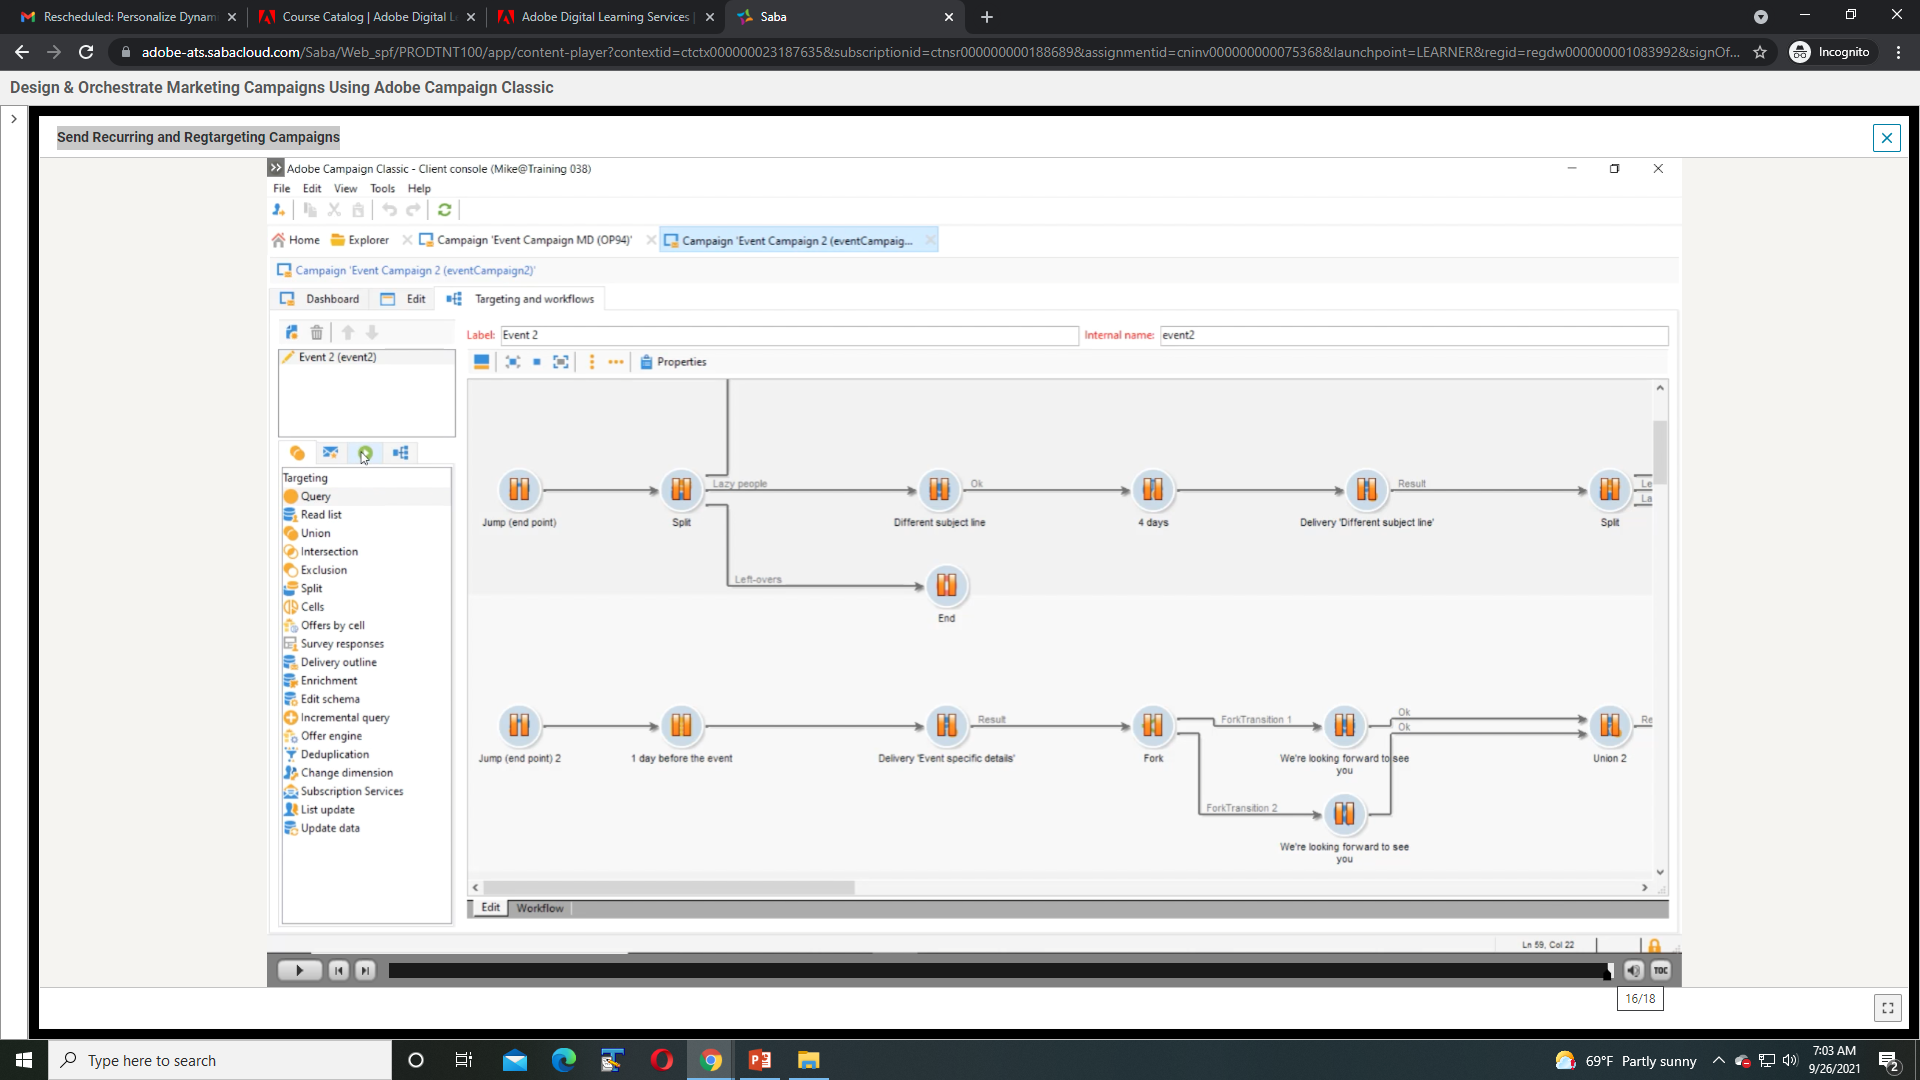 Rescheduled: Personalize Dynam
Course Catalog | Adobe Digital L
Adobe Digital Learning Services |
Saba
adobe-ats.sabacloud.com/Saba/Web_spf/PRODTNT100/app/content-player?contextid=ctctx000000023187635&subscriptionid=ctnsr0000000000188689&assignmentid=cninv000000000075368&launchpoint=LEARNER&regid=regdw000000001083992&signOf...
Incognito
Design & Orchestrate Marketing Campaigns Using Adobe Campaign Classic
Send Recurring and Regtargeting Campaigns
Adobe Campaign Classic - Client console (Mike@Training 038)
File Edit View Tools Help
Home Explorer Campaign 'Event Campaign MD (OP94)' Campaign 'Event Campaign 2 (eventCampaig...
Campaign 'Event Campaign 2 (eventCampaign2)'
Dashboard Edit Targeting and workflows
Label: Event 2 Internal name: event2
Event 2 (event2)
Properties
Targeting
Query
Read list
Union
Intersection
Exclusion
Split
Cells
Offers by cell
Survey responses
Delivery outline
Enrichment
Edit schema
Incremental query
Offer engine
Deduplication
Change dimension
Subscription Services
List update
Update data
Lazy people Ok Result Le
La
Jump (end point) Split Different subject line 4 days Delivery 'Different subject line' Split
Left-overs
End
Result ForkTransition 1 Ok Re
Ok
Jump (end point) 2 1 day before the event Delivery 'Event specific details' Fork We're looking forward to see you Union 2
ForkTransition 2
We're looking forward to see
you
Edit Workflow
Ln 59, Col 22
TOC
16/18
Type here to search
69°F Partly sunny
7:03 AM
9/26/2021
2